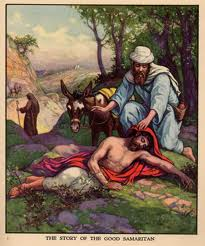 THE STORY OF THE GOOD SAMARITAN